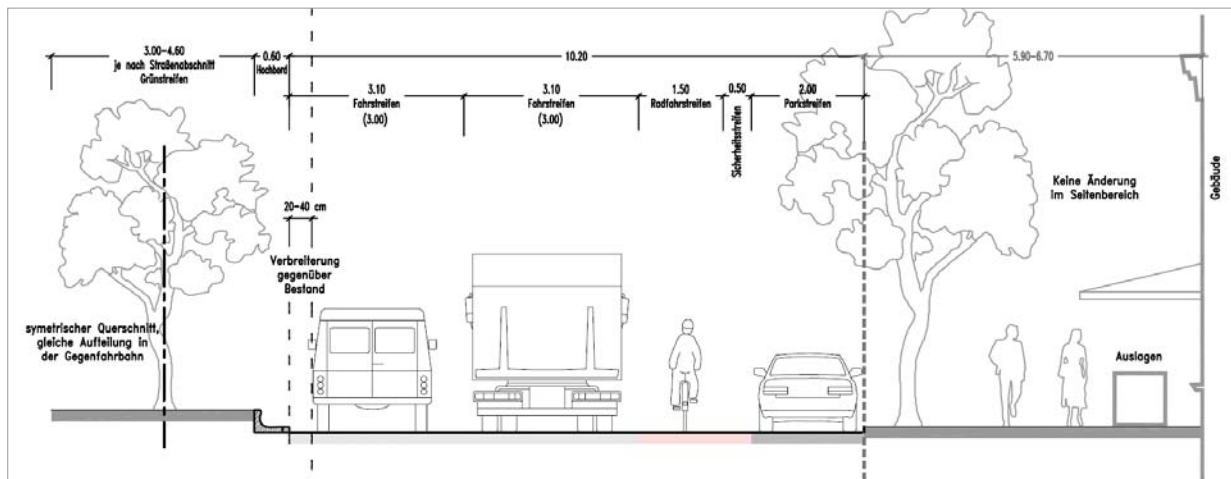 3.00-4.60
je nach Straßenabschnitt
Grünstreifen
0.60
Hochbord
10.20
5.90-6.70
3.10
Fahrstreifen
(3.00)
3.10
Fahrstreifen
(3.00)
1.50
Radfahrstreifen
0.50
Sicherheitsstreifen
2.00
Parkstreifen
20-40 cm
Verbreiterung
gegenüber
Bestand
symetrischer Querschnitt,
gleiche Aufteilung in
der Gegenfahrbahn
Keine Änderung
im Seitenbereich
Gebäude
Auslagen